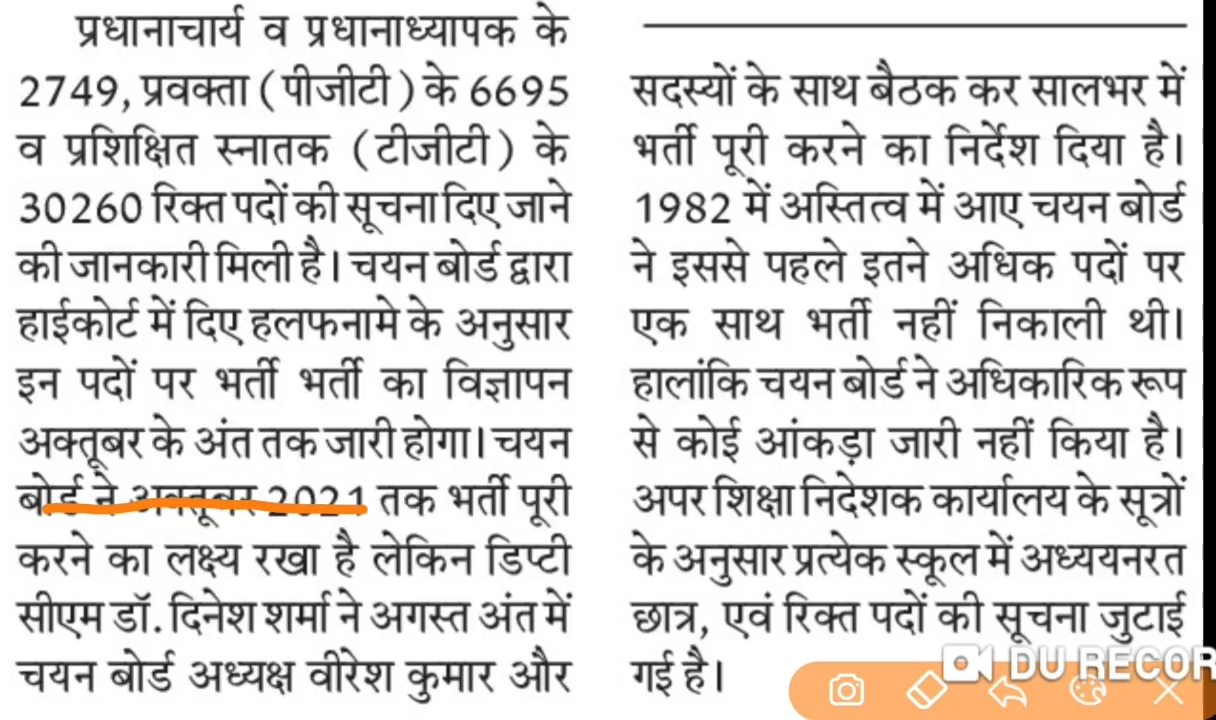 प्रधानाचार्य व प्रधानाध्यापक के
2749, प्रवक्ता (पीजीटी) के 6695
व प्रशिक्षित स्नातक (टीजीटी) के
30260 रिक्त पदों की सूचना दिए जाने
की जानकारी मिली है। चयन बोर्ड द्वारा
हाईकोर्ट में दिए हलफनामे के अनुसार
इन पदों पर भर्ती भर्ती का विज्ञापन
अक्तूबर के अंत तक जारी होगा। चयन
बोर्ड ने अक्तूबर 2021 तक भर्ती पूरी
करने का लक्ष्य रखा है लेकिन डिप्टी
सीएम डॉ. दिनेश शर्मा ने अगस्त अंत में
चयन बोर्ड अध्यक्ष वीरेश कुमार और
सदस्यों के साथ बैठक कर सालभर में
भर्ती पूरी करने का निर्देश दिया है।
1982 में अस्तित्व में आए चयन बोर्ड
ने इससे पहले इतने अधिक पदों पर
एक साथ भर्ती नहीं निकाली थी।
हालांकि चयन बोर्ड ने अधिकारिक रूप
से कोई आंकड़ा जारी नहीं किया है।
अपर शिक्षा निदेशक कार्यालय के सूत्रों
के अनुसार प्रत्येक स्कूल में अध्ययनरत
छात्र, एवं रिक्त पदों की सूचना जुटाई
गई है।
DU RECOR